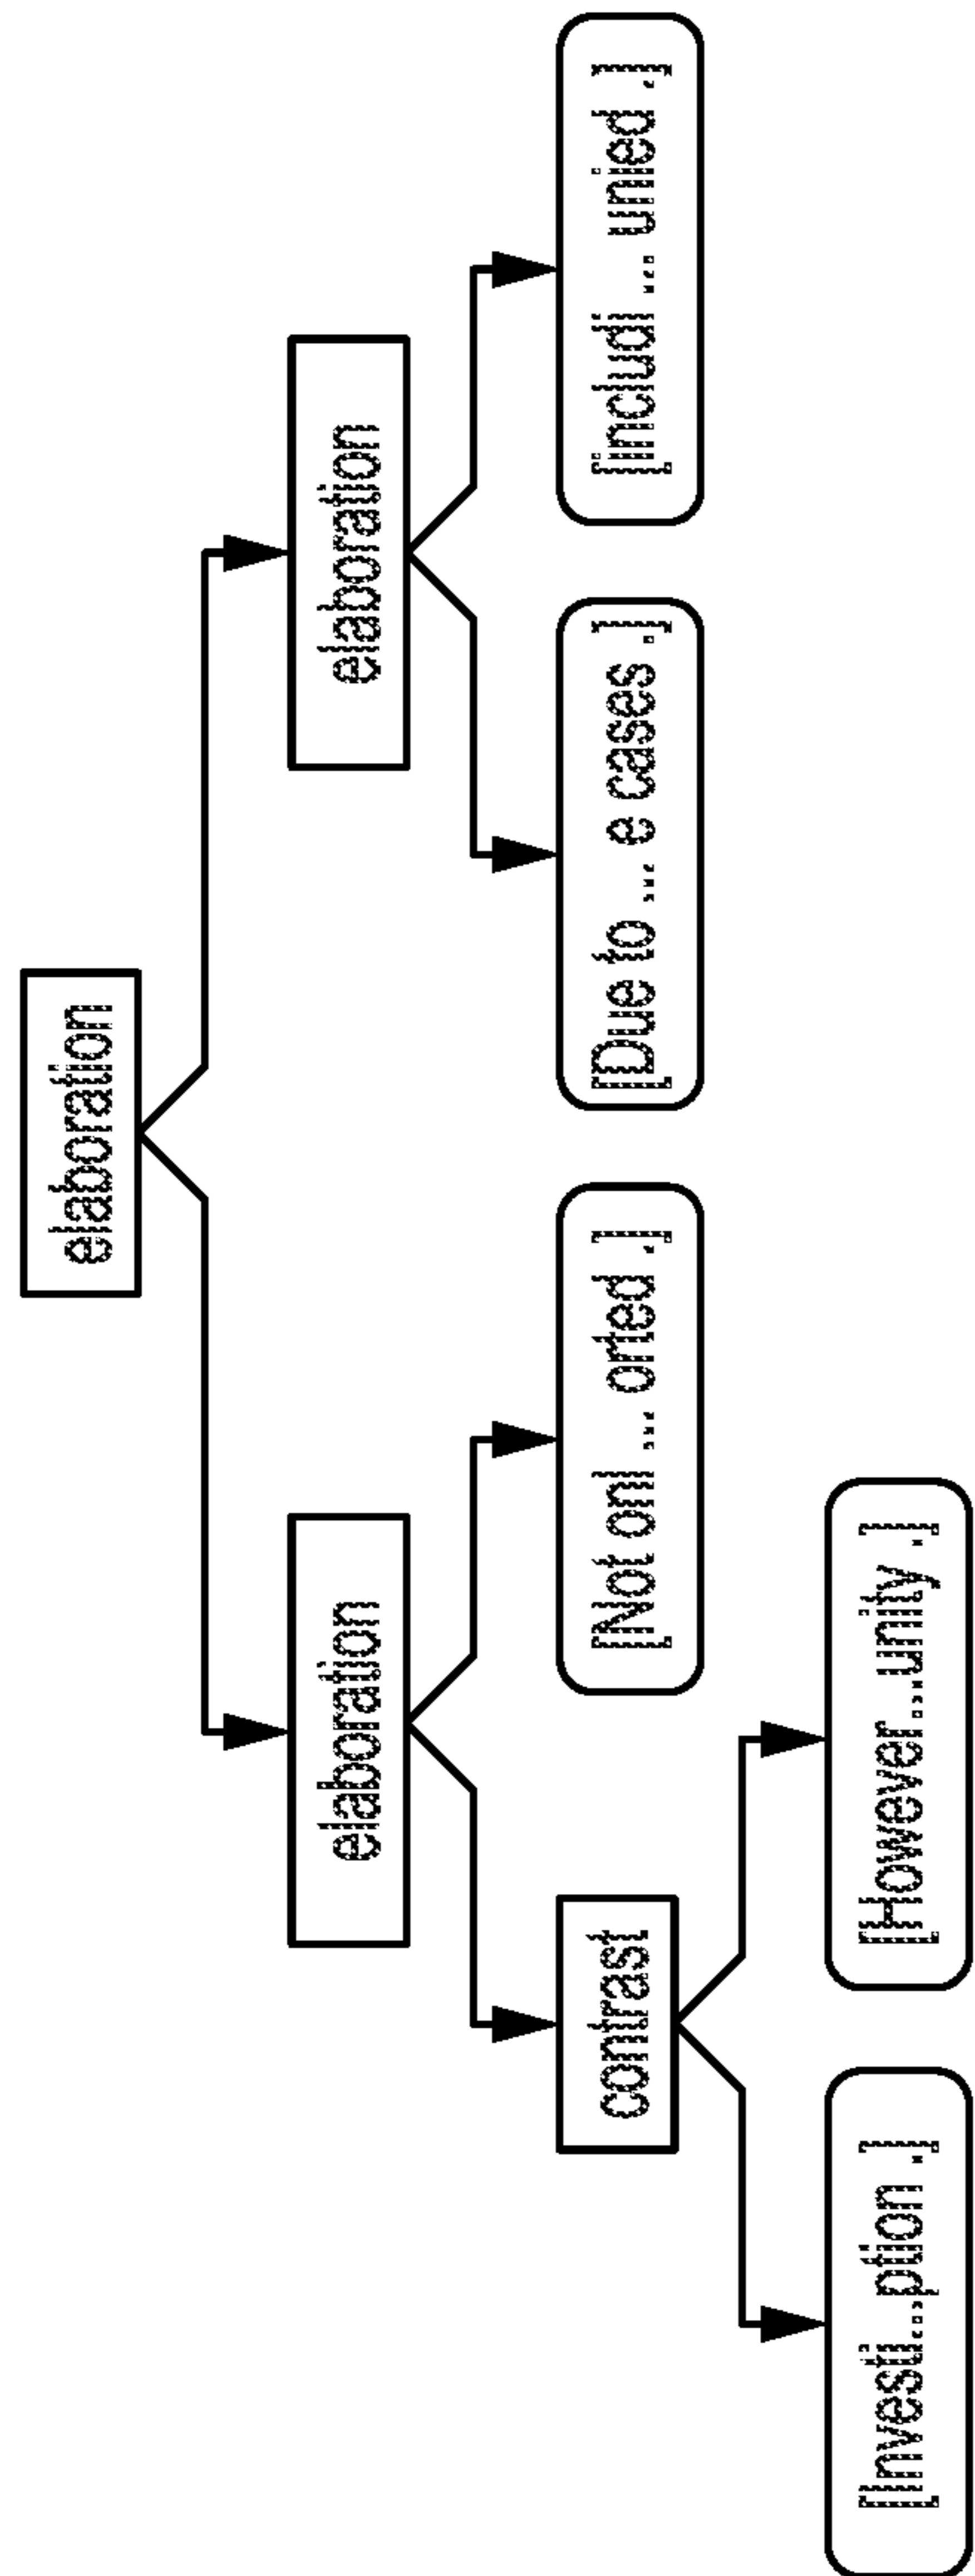 elaboration
elaboration
elaboration
contrast
[Not onl ... orted .]
[Due to ... e cases .]
[includi ... unied .]
[Investi...ption .]
[However...unity .]